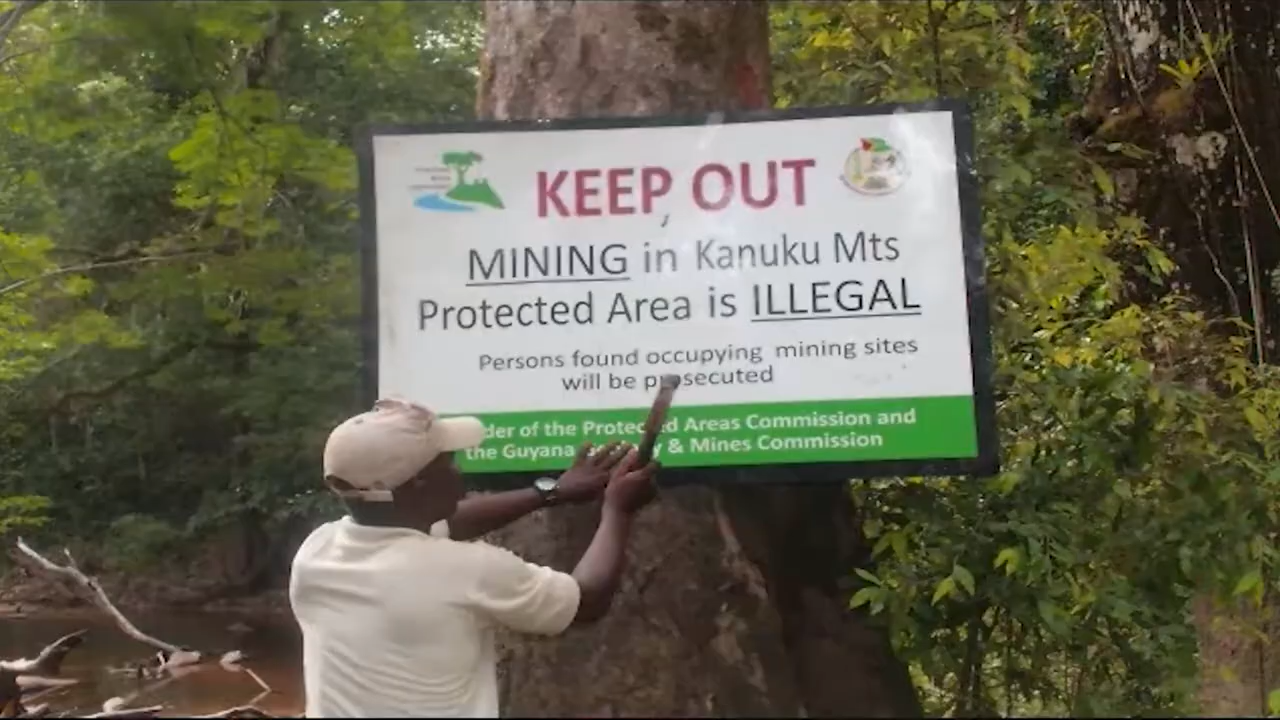 KEEP OUT
MINING in Kanuku Mts
Protected Area is ILLEGAL
Persons found occupying mining sites
will be prosecuted
of the Protected Areas Commission and
the Guyana & Mines Commission